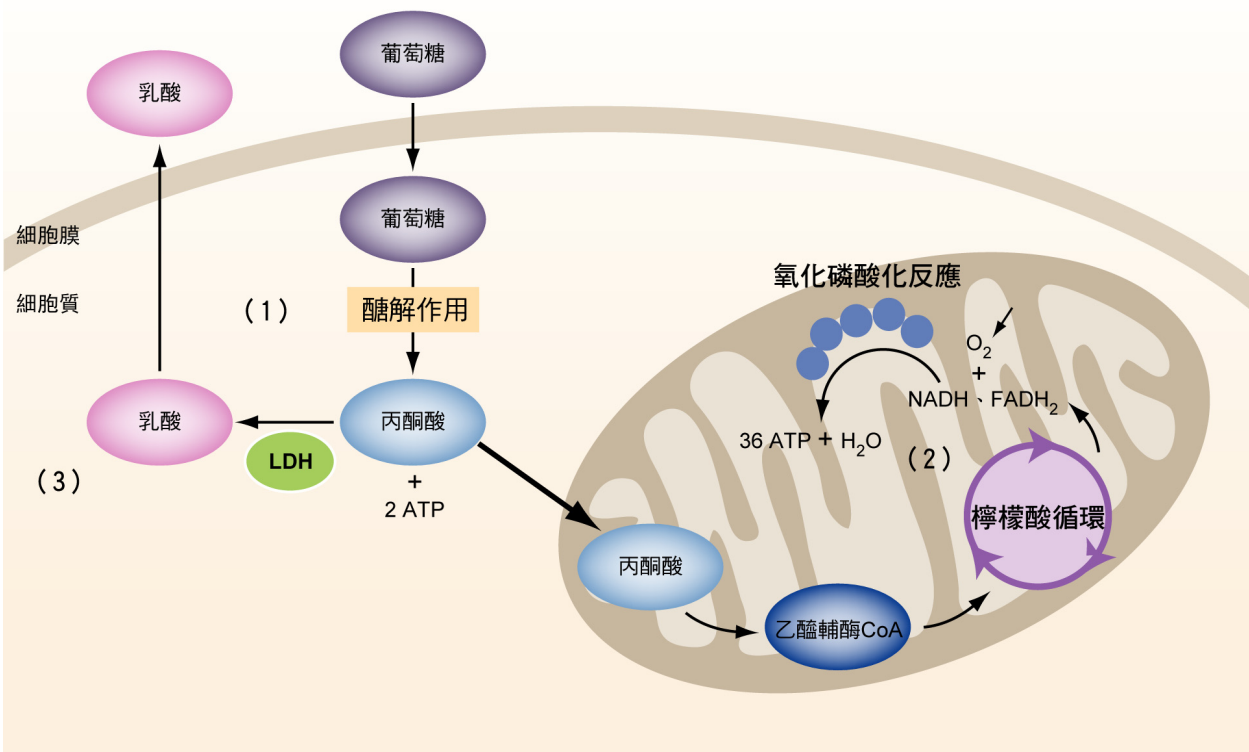 葡萄糖
乳酸
葡萄糖
細胞膜
細胞質
(1)
醣解作用
氧化磷酸化反應
O₂
+
NADH、FADH₂
36 ATP + H₂O
(2)
乳酸
丙酮酸
LDH
(3)
+
2 ATP
檸檬酸循環
丙酮酸
乙醯輔酶CoA